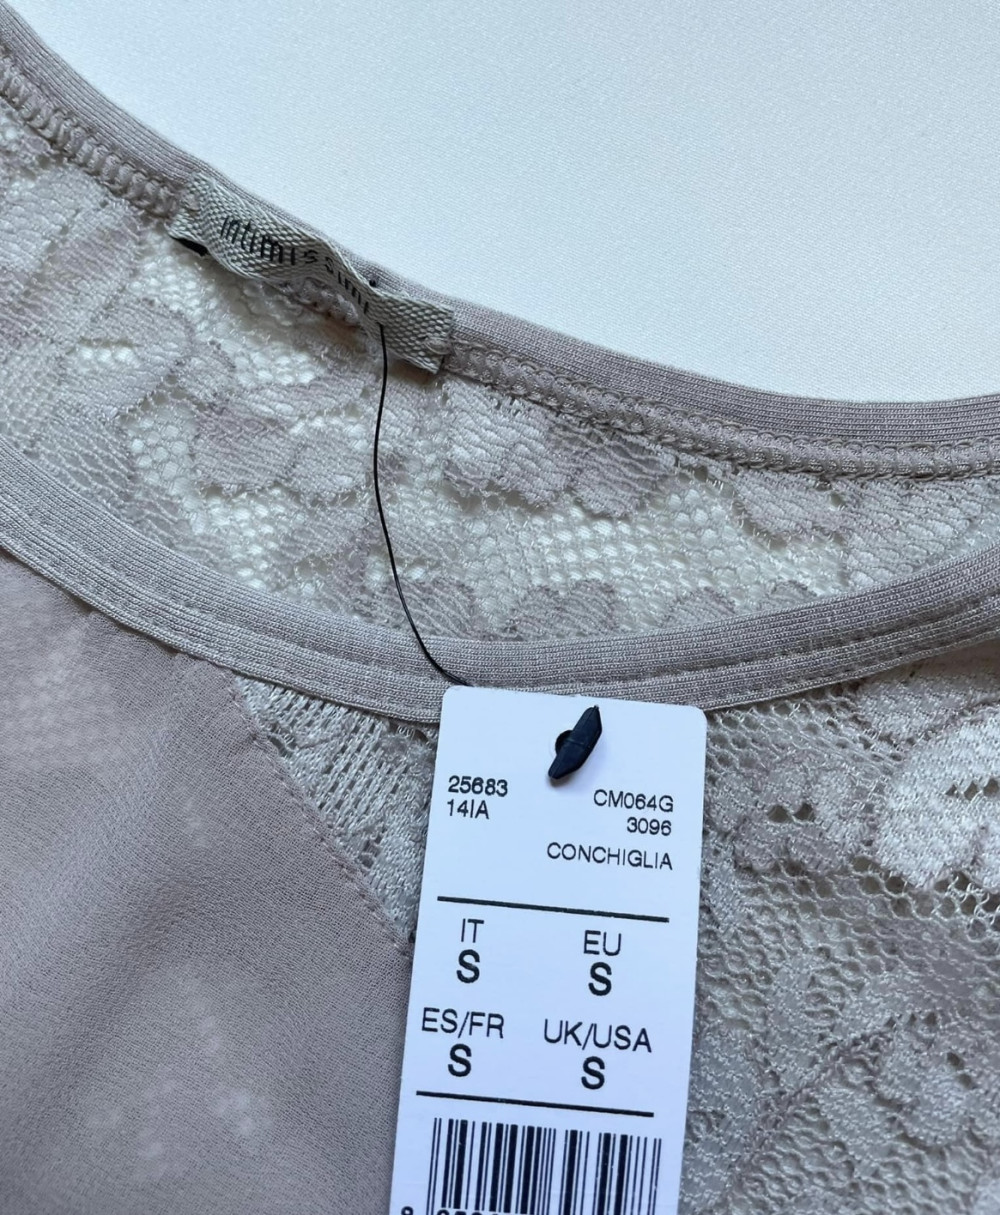 intimissimi
25683
14IA
CM064G
3096
CONCHIGLIA
IT
S
EU
S
ES/FR
S
UK/USA
S